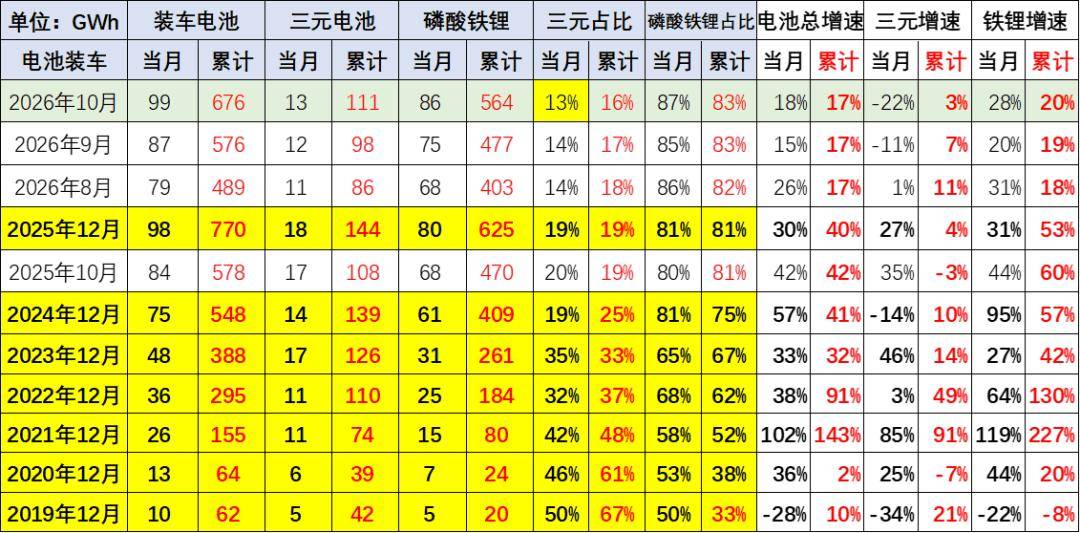 单位：GWh 装车电池 三元电池 磷酸铁锂 三元占比 磷酸铁锂占比 电池总增速 三元增速 铁锂增速
电池装车 当月 累计 当月 累计 当月 累计 当月 累计 当月 累计 当月 累计 当月 累计 当月 累计
2026年10月 99 676 13 111 86 564 13% 16% 87% 83% 18% 17% -22% 3% 28% 20%
2026年9月 87 576 12 98 75 477 14% 17% 85% 83% 15% 17% -11% 7% 20% 19%
2026年8月 79 489 11 86 68 403 14% 18% 86% 82% 26% 17% 1% 11% 31% 18%
2025年12月 98 770 18 144 80 625 19% 19% 81% 81% 30% 40% 27% 4% 31% 53%
2025年10月 84 578 17 108 68 470 20% 19% 80% 81% 42% 42% 35% -3% 44% 60%
2024年12月 75 548 14 139 61 409 19% 25% 81% 75% 57% 41% -14% 10% 95% 57%
2023年12月 48 388 17 126 31 261 35% 33% 65% 67% 33% 32% 46% 14% 27% 42%
2022年12月 36 295 11 110 25 184 32% 37% 68% 62% 38% 91% 3% 49% 64% 130%
2021年12月 26 155 11 74 15 80 42% 48% 58% 52% 102% 143% 85% 91% 119% 227%
2020年12月 13 64 6 39 7 24 46% 61% 53% 38% 36% 2% 25% -7% 44% 20%
2019年12月 10 62 5 42 5 20 50% 67% 50% 33% -28% 10% -34% 21% -22% -8%